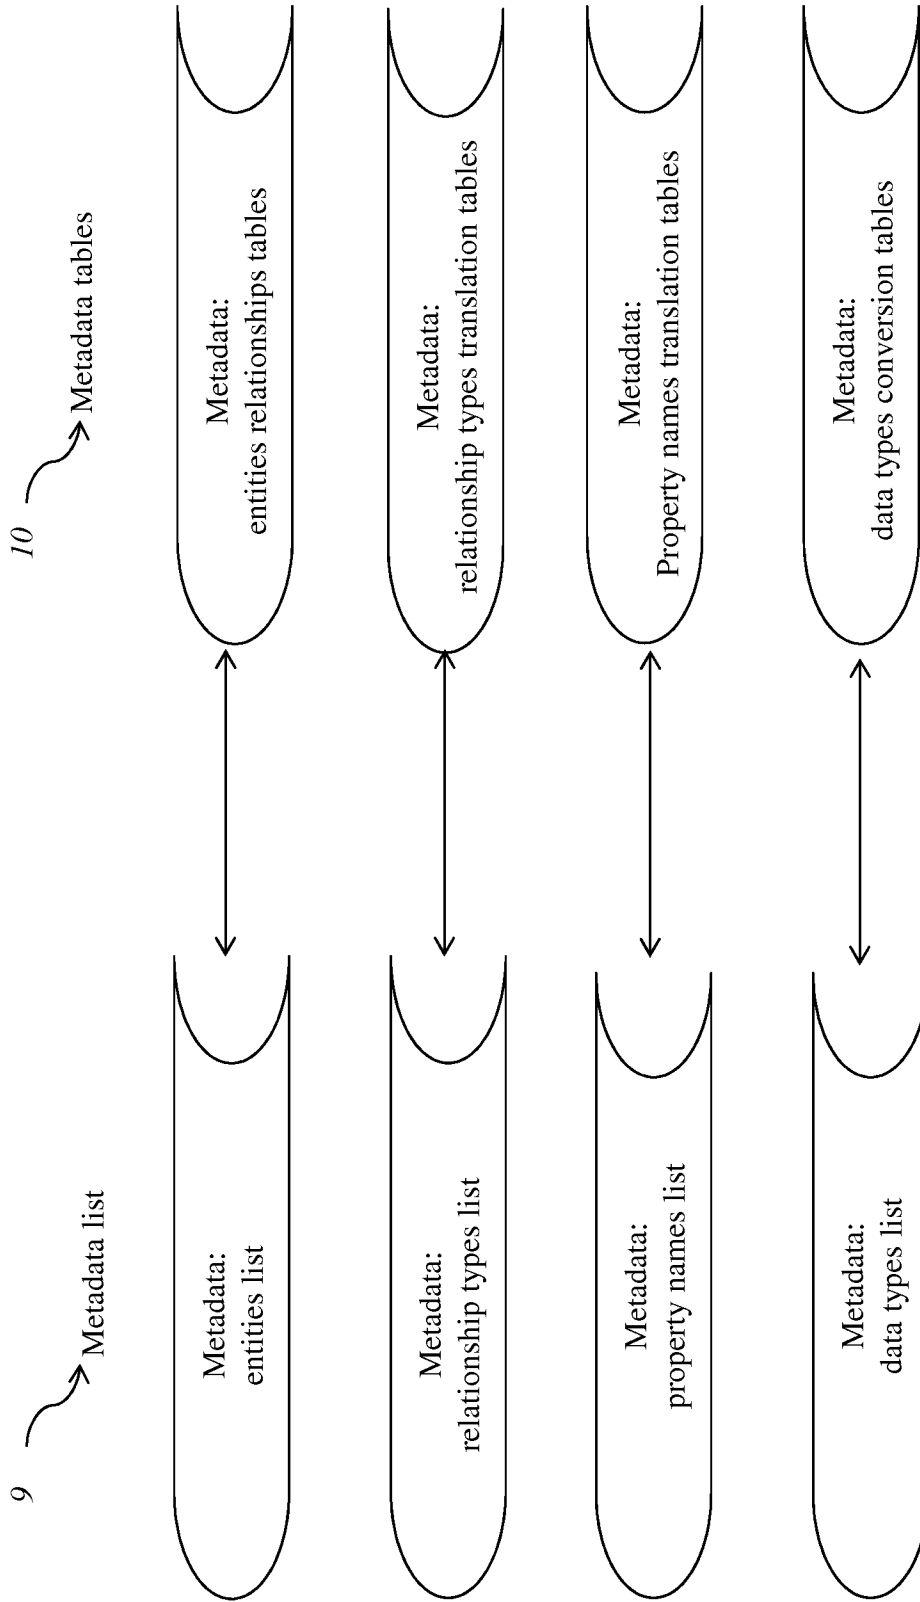 9
Metadata list
10
Metadata tables
Metadata:
entities list
Metadata:
entities relationships tables
Metadata:
relationship types list
Metadata:
relationship types translation tables
Metadata:
property names list
Metadata:
Property names translation tables
Metadata:
data types list
Metadata:
data types conversion tables